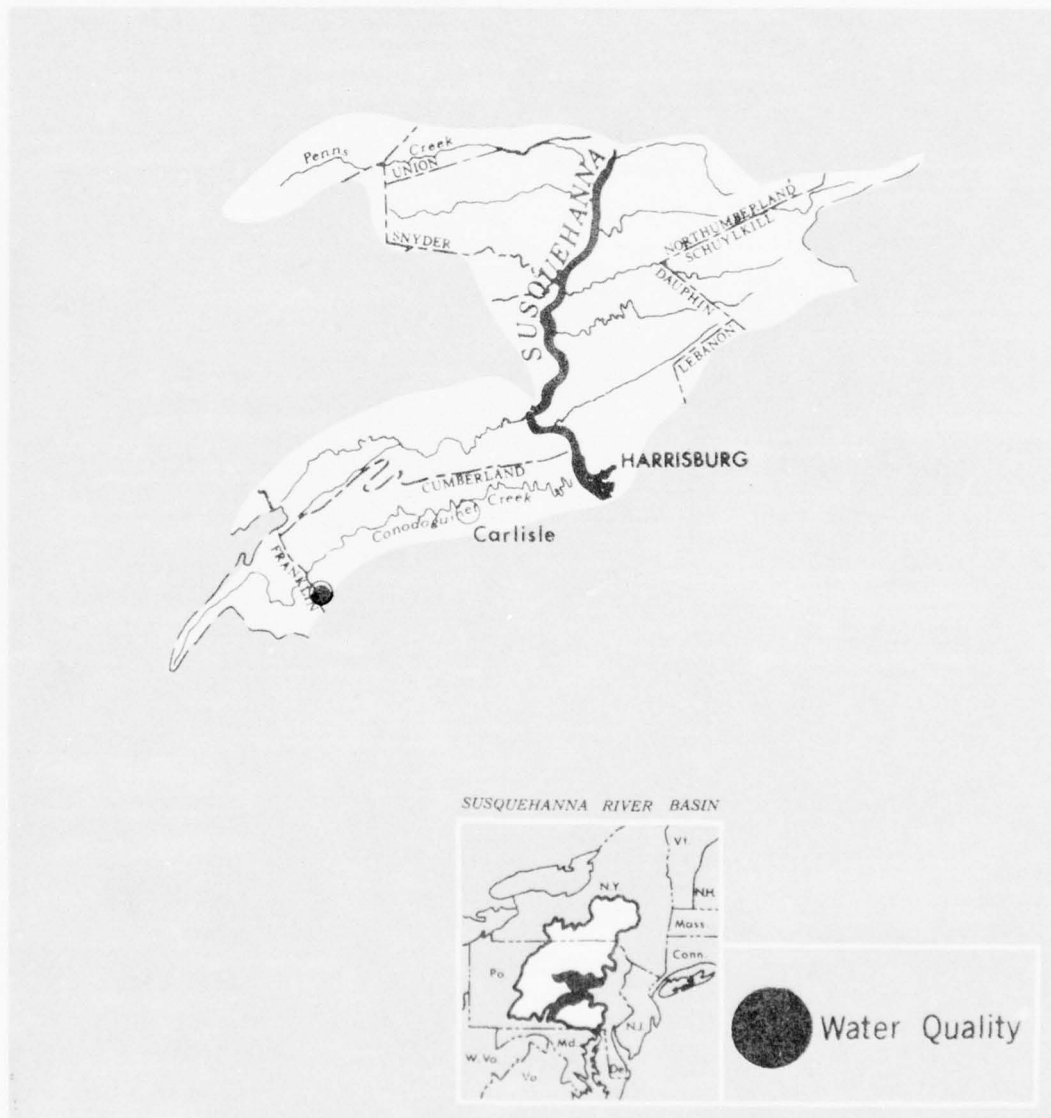 Penns Creek
UNION
SUSQUEHANNA
SNYDER
NORTHUMBERLAND
SCHUYLKILL
DAUPHIN
LEBANON
HARRISBURG
CUMBERLAND
Conodoguinet Creek
Carlisle
FRANKLIN
SUSQUEHANNA RIVER BASIN
Vt.
N.Y.
N.H.
Mass.
Conn.
Pa.
N.J.
Md.
W. Va.
Va.
De.
Water Quality